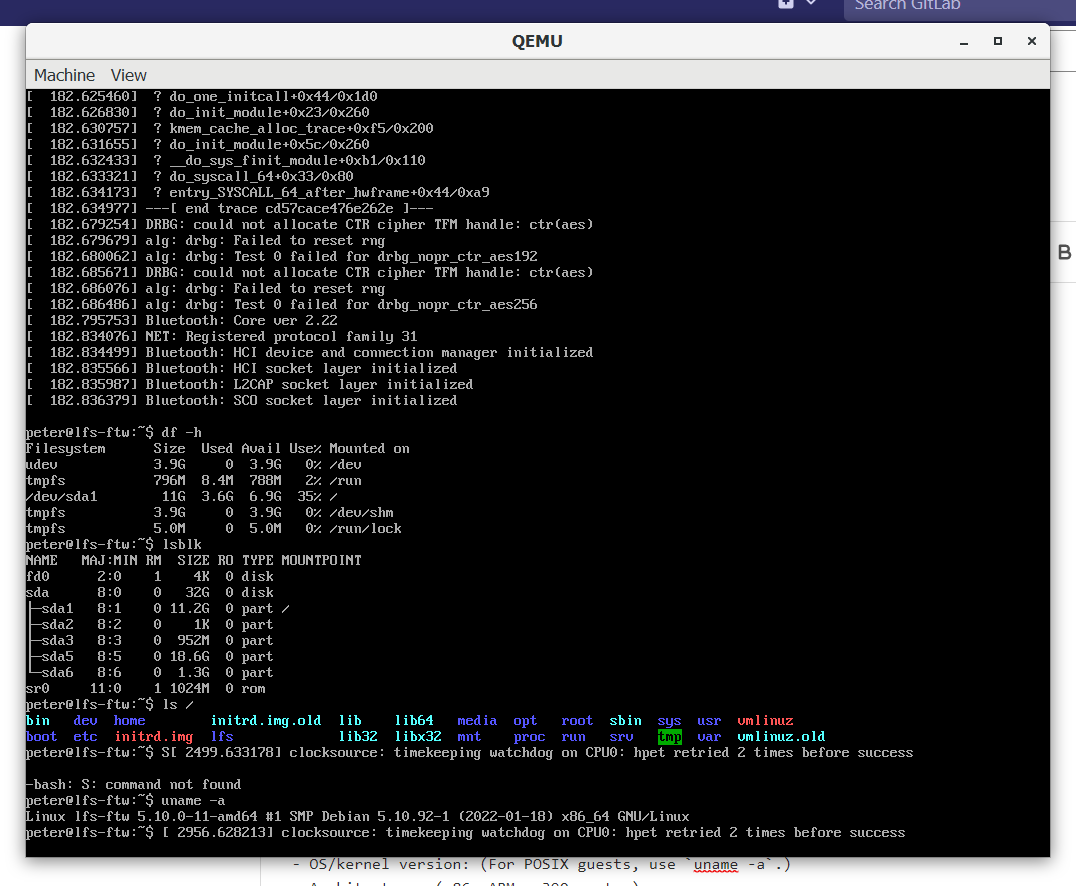 Search GitLab
QEMU
Machine View
[  182.625460]  ? do_one_initcall+0x44/0x1d0
[  182.626830]  ? do_init_module+0x23/0x260
[  182.630757]  ? kmem_cache_alloc_trace+0xf5/0x200
[  182.631655]  ? do_init_module+0x5c/0x260
[  182.632433]  ? __do_sys_finit_module+0xb1/0x110
[  182.633321]  ? do_syscall_64+0x33/0x80
[  182.634173]  ? entry_SYSCALL_64_after_hwframe+0x44/0xa9
[  182.634977] ---[ end trace cd57cace476e262e ]---
[  182.679254] DRBG: could not allocate CTR cipher TFM handle: ctr(aes)
[  182.679679] alg: drbg: Failed to reset rng
[  182.680062] alg: drbg: Test 0 failed for drbg_nopr_ctr_aes192
[  182.685671] DRBG: could not allocate CTR cipher TFM handle: ctr(aes)
[  182.686076] alg: drbg: Failed to reset rng
[  182.686486] alg: drbg: Test 0 failed for drbg_nopr_ctr_aes256
[  182.795753] Bluetooth: Core ver 2.22
[  182.834076] NET: Registered protocol family 31
[  182.834499] Bluetooth: HCI device and connection manager initialized
[  182.835566] Bluetooth: HCI socket layer initialized
[  182.835987] Bluetooth: L2CAP socket layer initialized
[  182.836379] Bluetooth: SCO socket layer initialized
peter@lfs-ftw:~$ df -h
Filesystem      Size  Used Avail Use% Mounted on
udev            3.9G     0  3.9G   0% /dev
tmpfs           796M  8.4M  788M   2% /run
/dev/sda1        11G  3.6G  6.9G  35% /
tmpfs           3.9G     0  3.9G   0% /dev/shm
tmpfs           5.0M     0  5.0M   0% /run/lock
peter@lfs-ftw:~$ lsblk
NAME   MAJ:MIN RM  SIZE RO TYPE MOUNTPOINT
fd0      2:0    1    4K  0 disk
sda      8:0    0   32G  0 disk
├─sda1   8:1    0 11.2G  0 part /
├─sda2   8:2    0    1K  0 part
├─sda3   8:3    0  952M  0 part
├─sda5   8:5    0 18.6G  0 part
└─sda6   8:6    0  1.3G  0 part
sr0     11:0    1 1024M  0 rom
peter@lfs-ftw:~$ ls /
bin   dev  home        initrd.img.old  lib    lib64   media  opt   root  sbin  sys  usr  vmlinuz
boot  etc  initrd.img  lfs             lib32  libx32  mnt    proc  run   srv   tmp  var  vmlinuz.old
peter@lfs-ftw:~$ S[ 2499.633178] clocksource: timekeeping watchdog on CPU0: hpet retried 2 times before success
-bash: S: command not found
peter@lfs-ftw:~$ uname -a
Linux lfs-ftw 5.10.0-11-amd64 #1 SMP Debian 5.10.92-1 (2022-01-18) x86_64 GNU/Linux
peter@lfs-ftw:~$ [ 2956.628213] clocksource: timekeeping watchdog on CPU0: hpet retried 2 times before success
B
- OS/kernel version: (For POSIX guests, use `uname -a`.)